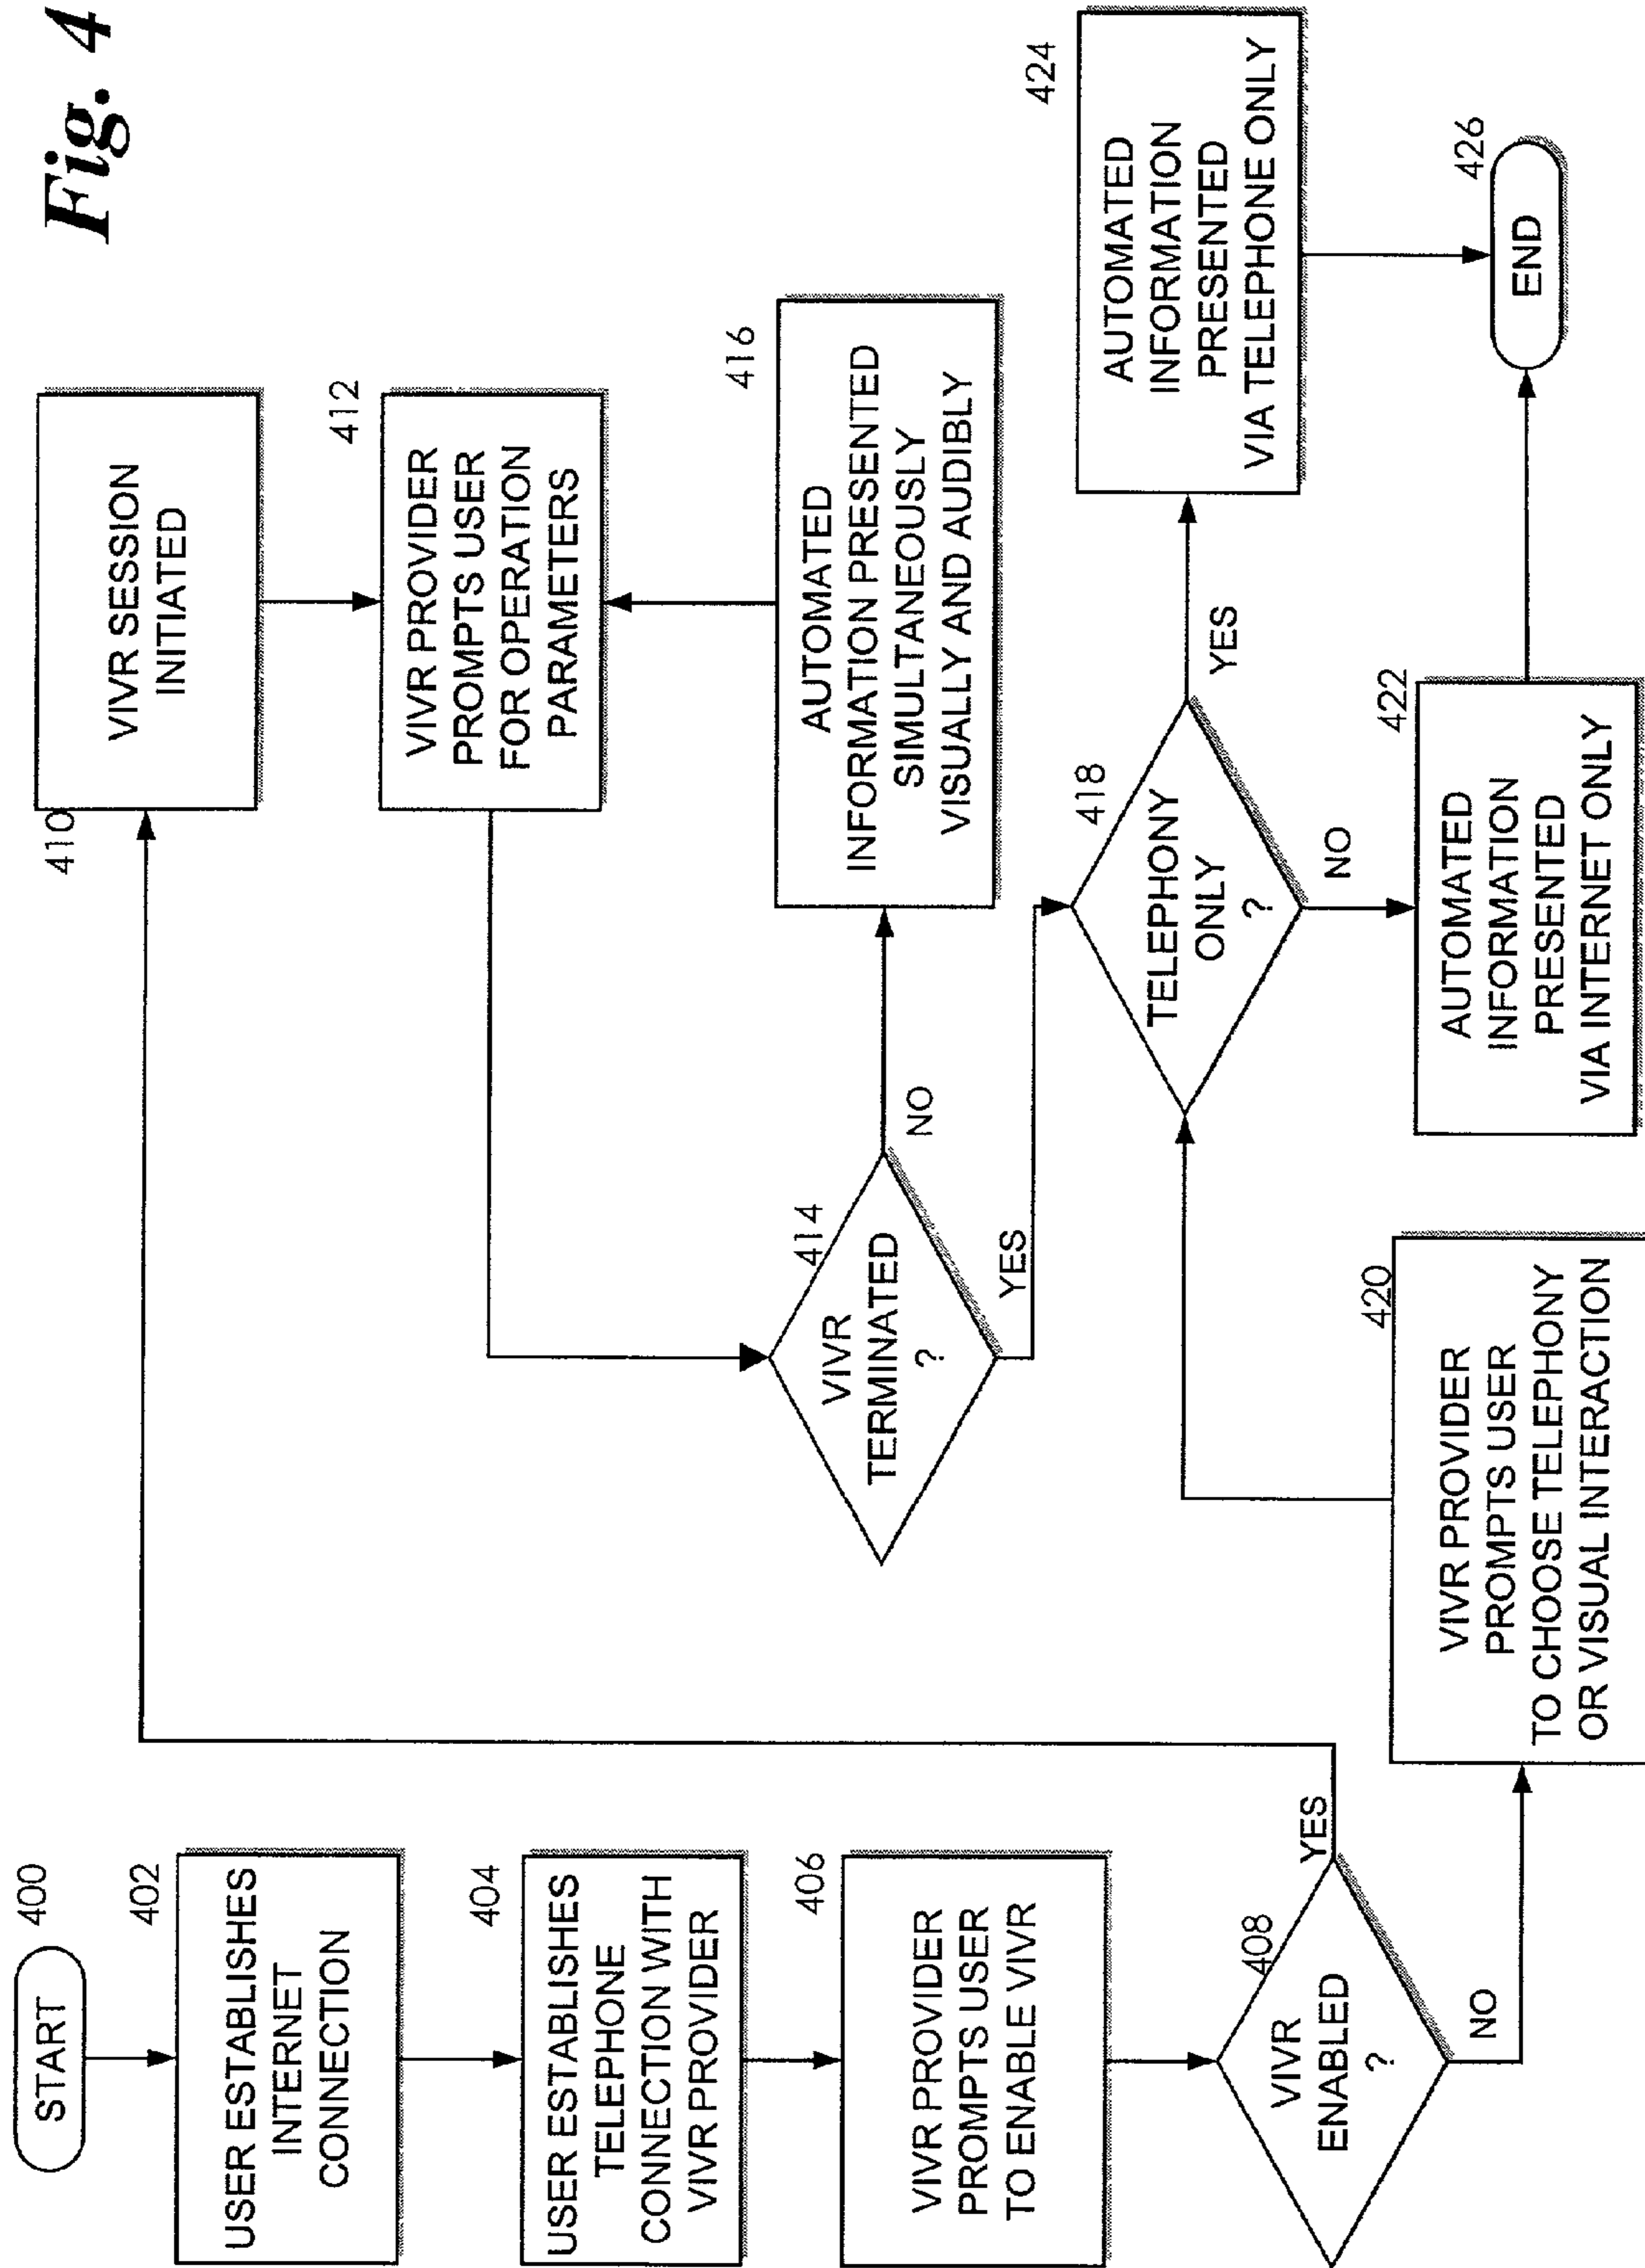 Fig. 4
START
400
402
USER ESTABLISHES
INTERNET
CONNECTION
404
USER ESTABLISHES
TELEPHONE
CONNECTION WITH
VIVR PROVIDER
406
VIVR PROVIDER
PROMPTS USER
TO ENABLE VIVR
408
VIVR
ENABLED
?
YES
NO
410
VIVR SESSION
INITIATED
412
VIVR PROVIDER
PROMPTS USER
FOR OPERATION
PARAMETERS
414
VIVR
TERMINATED
?
NO
YES
416
AUTOMATED
INFORMATION PRESENTED
SIMULTANEOUSLY
VISUALLY AND AUDIBLY
418
TELEPHONY
ONLY
?
YES
NO
420
VIVR PROVIDER
PROMPTS USER
TO CHOOSE TELEPHONY
OR VISUAL INTERACTION
422
AUTOMATED
INFORMATION
PRESENTED
VIA INTERNET ONLY
424
AUTOMATED
INFORMATION
PRESENTED
VIA TELEPHONE ONLY
426
END